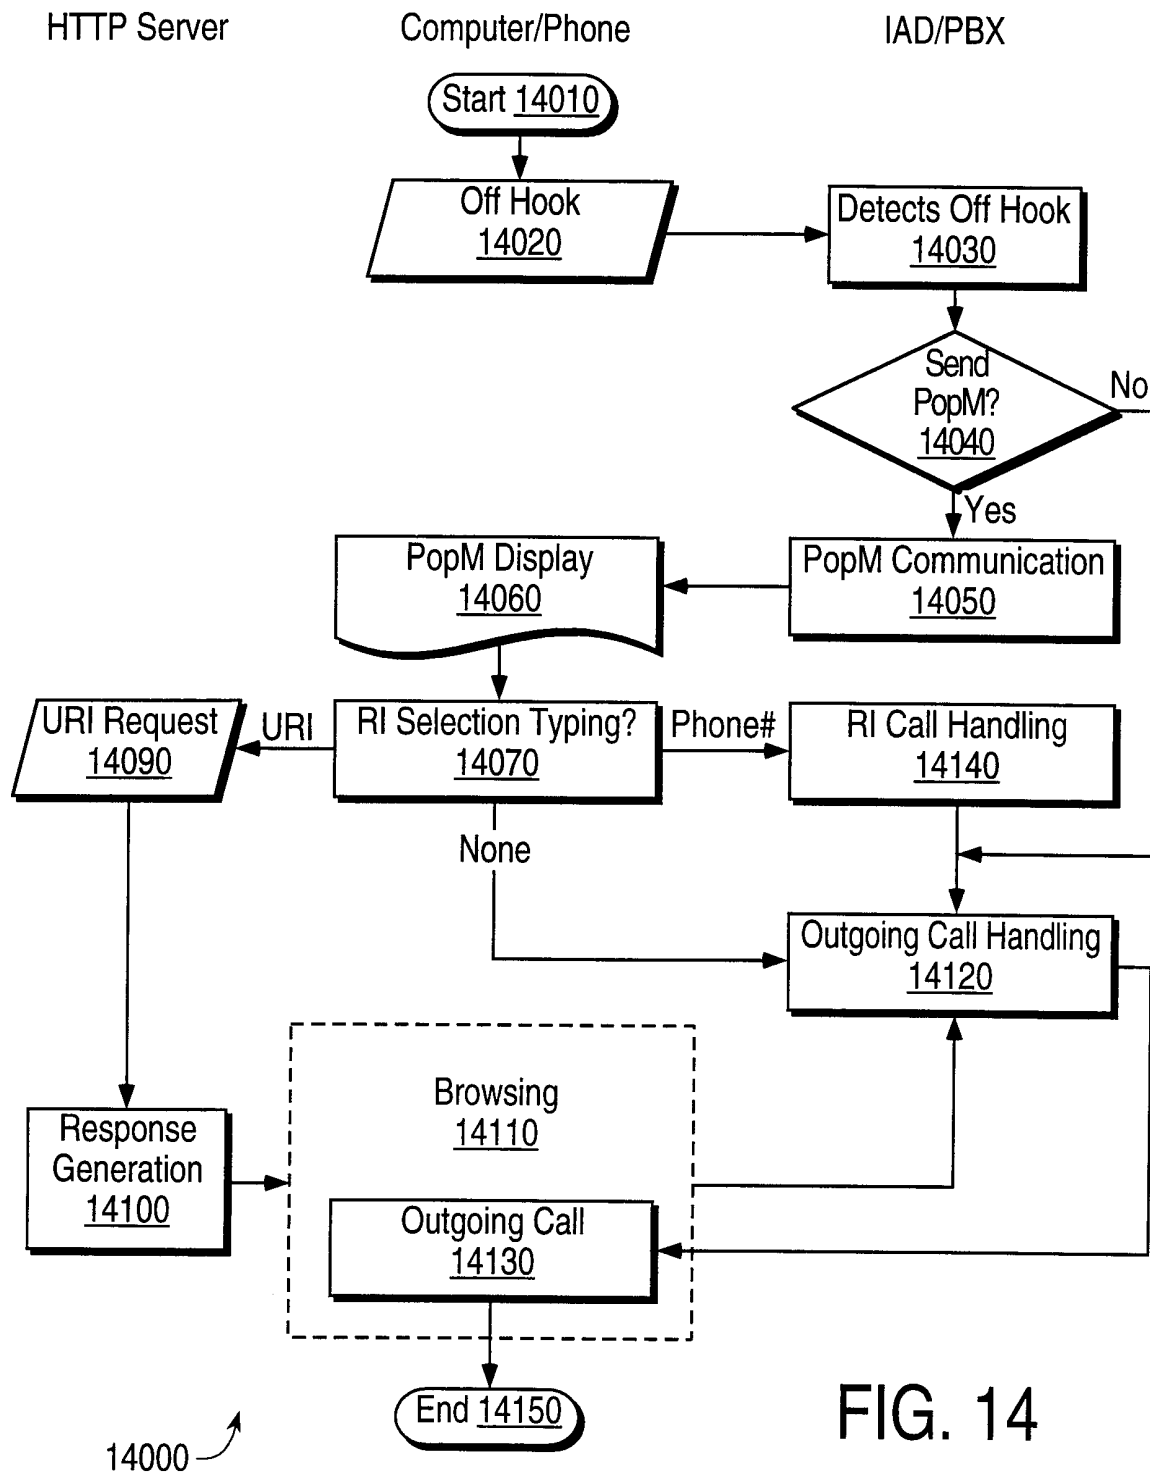 HTTP Server
Computer/Phone
IAD/PBX
Start 14010
Off Hook
14020
Detects Off Hook
14030
Send
PopM?
14040
No
Yes
PopM Display
14060
PopM Communication
14050
URI Request
14090
URI
RI Selection Typing?
14070
Phone#
RI Call Handling
14140
None
Outgoing Call Handling
14120
Browsing
14110
Response
Generation
14100
Outgoing Call
14130
End 14150
FIG. 14
14000